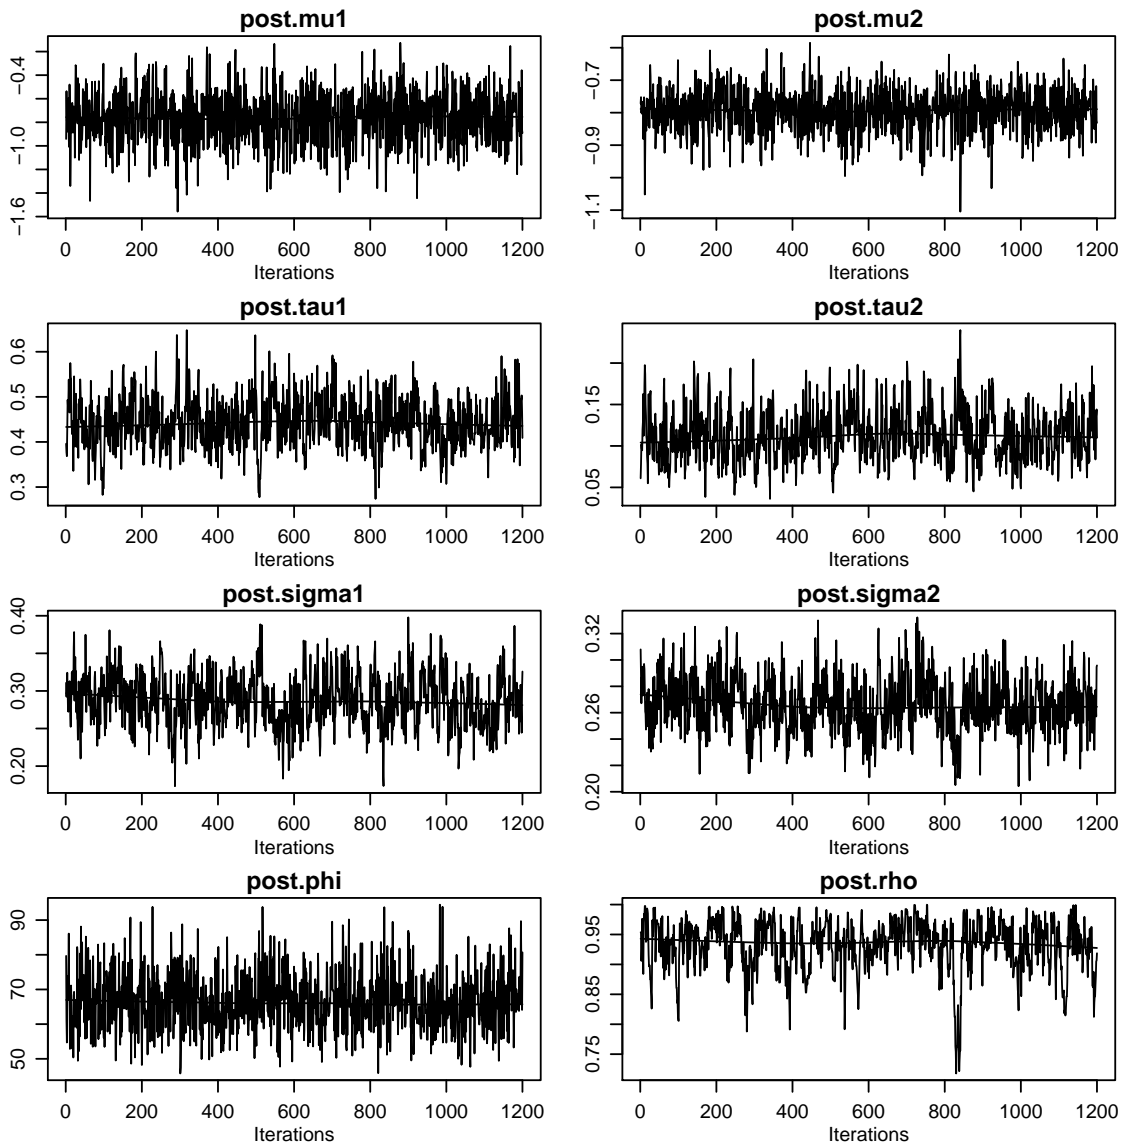 post.mu1
−1.6 −1.0 −0.4
0 200 400 600 800 1000 1200
Iterations
post.mu2
−1.1 −0.9 −0.7
0 200 400 600 800 1000 1200
Iterations
post.tau1
0.3 0.4 0.5 0.6
0 200 400 600 800 1000 1200
Iterations
post.tau2
0.05 0.15
0 200 400 600 800 1000 1200
Iterations
post.sigma1
0.20 0.30 0.40
0 200 400 600 800 1000 1200
Iterations
post.sigma2
0.20 0.26 0.32
0 200 400 600 800 1000 1200
Iterations
post.phi
50 70 90
0 200 400 600 800 1000 1200
Iterations
post.rho
0.75 0.85 0.95
0 200 400 600 800 1000 1200
Iterations